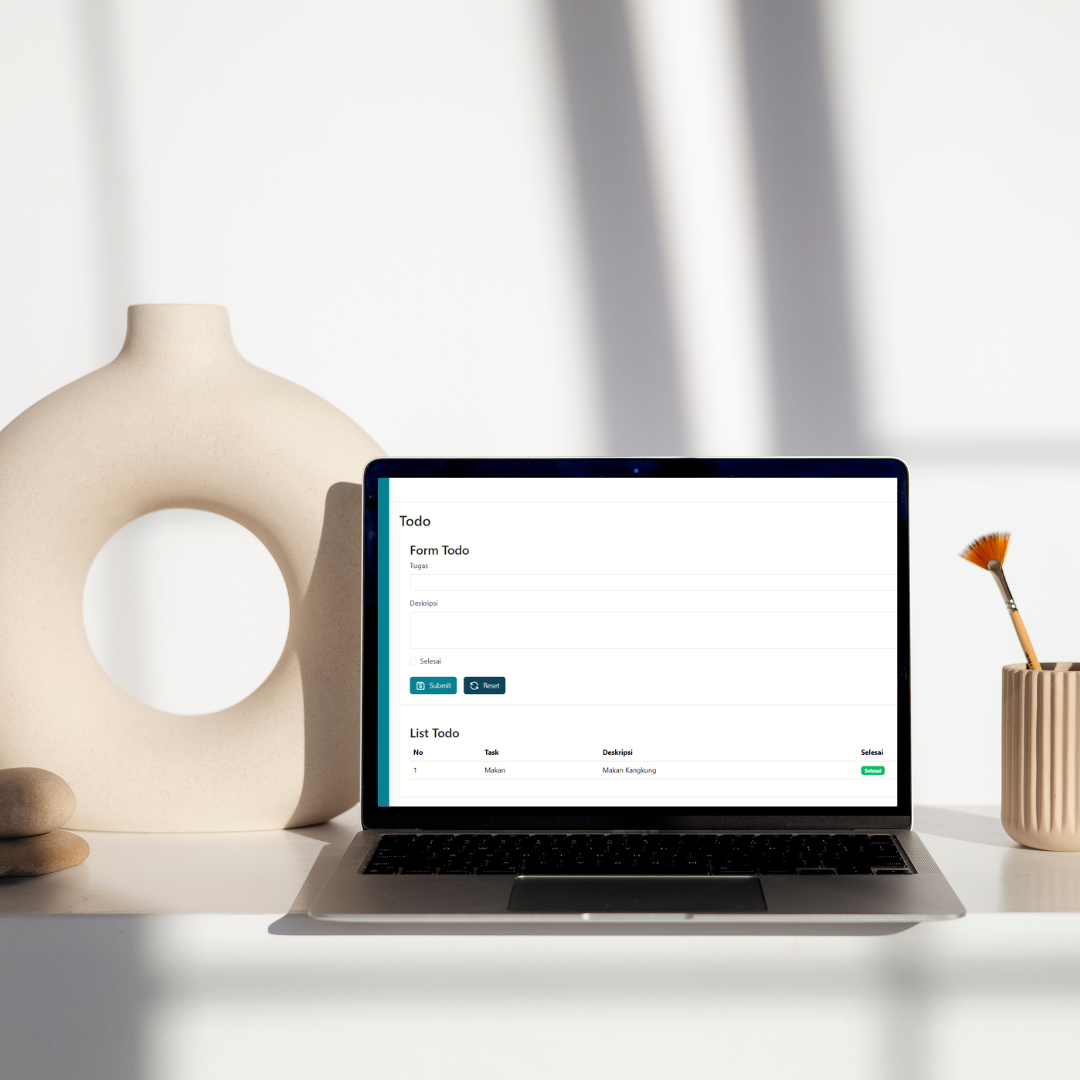 Todo
Form Todo
Tugas
Deskripsi
Selesai
Submit Reset
List Todo
No Task Deskripsi Selesai
1 Makan Makan Kangkung Selesai